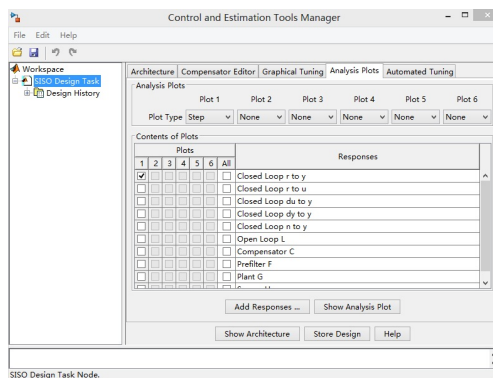 Control and Estimation Tools Manager
File Edit Help
Workspace
SISO Design Task
Design History
Architecture Compensator Editor Graphical Tuning Analysis Plots Automated Tuning
Analysis Plots
Plot 1 Plot 2 Plot 3 Plot 4 Plot 5 Plot 6
Plot Type Step None None None None None
Contents of Plots
Plots
Responses
1 2 3 4 5 6 All
Closed Loop r to y
Closed Loop r to u
Closed Loop du to y
Closed Loop dy to y
Closed Loop n to y
Open Loop L
Compensator C
Prefilter F
Plant G
Add Responses ... Show Analysis Plot
Show Architecture Store Design Help
SISO Design Task Node.